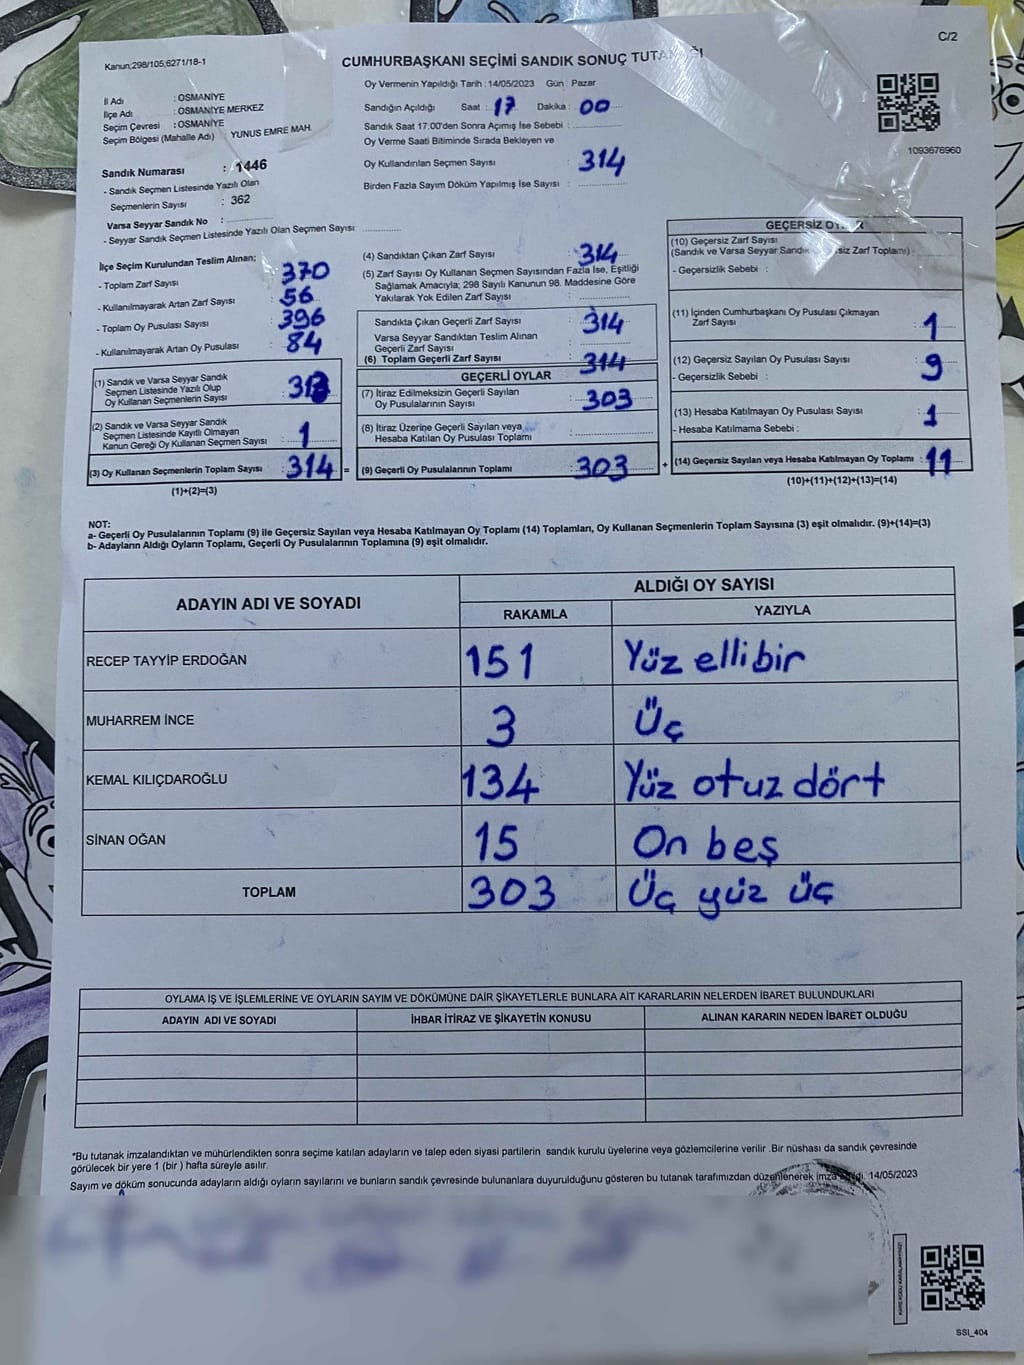 C/2
Kanun;298/105;6271/18-1
CUMHURBAŞKANI SEÇİMİ SANDIK SONUÇ
Oy Vermenin Yapıldığı Tarih : 14/05/2023 Gün : Pazar
İl Adı : OSMANİYE
İlçe Adı : OSMANİYE MERKEZ
Seçim Çevresi : OSMANİYE
Seçim Bölgesi (Mahalle Adı) YUNUS EMRE MAH.
Sandığın Açıldığı Saat : 17 Dakika : 00
Sandık Saat 17:00'den Sonra Açmış İse Sebebi :
Oy Verme Saati Bitiminde Sırada Bekleyen ve
Oy Kullandırılan Seçmen Sayısı : 314
Birden Fazla Sayım Döküm Yapılmış İse Sayısı :
1093676960
Sandık Numarası : 1446
- Sandık Seçmen Listesinde Yazılı Olan
Seçmenlerin Sayısı : 362
Varsa Seyyar Sandık No :
- Seyyar Sandık Seçmen Listesinde Yazılı Olan Seçmen Sayısı:
İlçe Seçim Kurulundan Teslim Alınan;
- Toplam Zarf Sayısı : 370
- Kullanılmayarak Artan Zarf Sayısı : 56
- Toplam Oy Pusulası Sayısı : 396
- Kullanılmayarak Artan Oy Pusulası : 84
(1) Sandık ve Varsa Seyyar Sandık
Seçmen Listesinde Yazılı Olup
Oy Kullanan Seçmenlerin Sayısı : 313
(2) Sandık ve Varsa Seyyar Sandık
Seçmen Listesinde Kayıtlı Olmayan
Kanun Gereği Oy Kullanan Seçmen Sayısı : 1
(3) Oy Kullanan Seçmenlerin Toplam Sayısı : 314 =
(1)+(2)=(3)
(4) Sandıktan Çıkan Zarf Sayısı : 314
(5) Zarf Sayısı Oy Kullanan Seçmen Sayısından Fazla İse, Eşitliği
Sağlamak Amacıyla; 298 Sayılı Kanunun 98. Maddesine Göre
Yakılarak Yok Edilen Zarf Sayısı :
Sandıkta Çıkan Geçerli Zarf Sayısı : 314
Varsa Seyyar Sandıktan Teslim Alınan
Geçerli Zarf Sayısı :
(6) Toplam Geçerli Zarf Sayısı : 314
GEÇERLİ OYLAR
(7) İtiraz Edilmeksizin Geçerli Sayılan
Oy Pusulalarının Sayısı : 303
(8) İtiraz Üzerine Geçerli Sayılan veya
Hesaba Katılan Oy Pusulası Toplamı :
(9) Geçerli Oy Pusulalarının Toplamı : 303 +
GEÇERSİZ
(10) Geçersiz Zarf Sayısı
(Sandık ve Varsa Seyyar Sandık Zarf Toplamı) :
- Geçersizlik Sebebi :
(11) İçinden Cumhurbaşkanı Oy Pusulası Çıkmayan
Zarf Sayısı : 1
(12) Geçersiz Sayılan Oy Pusulası Sayısı : 9
- Geçersizlik Sebebi :
(13) Hesaba Katılmayan Oy Pusulası Sayısı : 1
- Hesaba Katılmama Sebebi :
(14) Geçersiz Sayılan veya Hesaba Katılmayan Oy Toplamı : 11
(10)+(11)+(12)+(13)=(14)
NOT:
a- Geçerli Oy Pusulalarının Toplamı (9) ile Geçersiz Sayılan veya Hesaba Katılmayan Oy Toplamı (14) Toplamları, Oy Kullanan Seçmenlerin Toplam Sayısına (3) eşit olmalıdır. (9)+(14)=(3)
b- Adayların Aldığı Oyların Toplamı, Geçerli Oy Pusulalarının Toplamına (9) eşit olmalıdır.
ADAYIN ADI VE SOYADI ALDIĞI OY SAYISI
RAKAMLA YAZIYLA
RECEP TAYYİP ERDOĞAN 151 Yüz ellibir
MUHARREM İNCE 3 Üç
KEMAL KILIÇDAROĞLU 134 Yüz otuz dört
SİNAN OĞAN 15 On beş
TOPLAM 303 Üç yüz üç
OYLAMA İŞ VE İŞLEMLERİNE VE OYLARIN SAYIM VE DÖKÜMÜNE DAİR ŞİKAYETLERLE BUNLARA AİT KARARLARIN NELERDEN İBARET BULUNDUKLARI
ADAYIN ADI VE SOYADI İHBAR İTİRAZ VE ŞİKAYETİN KONUSU ALINAN KARARIN NEDEN İBARET OLDUĞU
*Bu tutanak imzalandıktan ve mühürlendikten sonra seçime katılan adayların ve talep eden siyasi partilerin sandık kurulu üyelerine veya gözlemcilerine verilir .Bir nüshası da sandık çevresinde
görülecek bir yere 1 (bir ) hafta süreyle asılır.
Sayım ve döküm sonucunda adayların aldığı oyların sayılarını ve bunların sandık çevresinde bulunanlara duyurulduğunu gösteren bu tutanak tarafımızdan düzenlenerek 14/05/2023
SSI_404